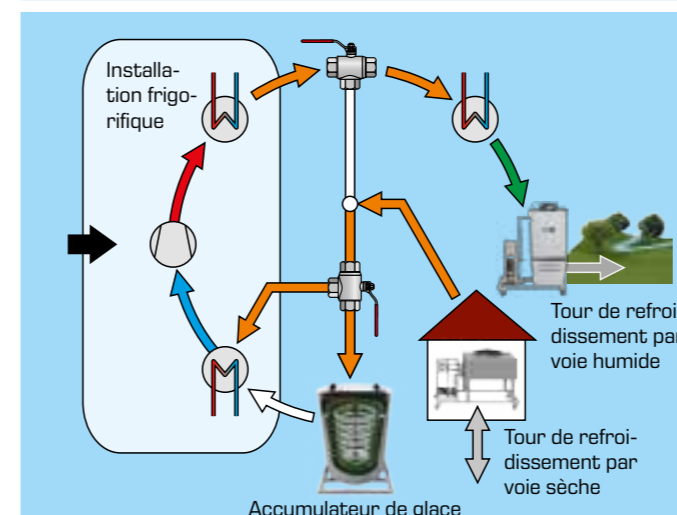 Installa-
tion frigo-
rifique
Tour de refroi-
dissement par
voie humide
Tour de refroi-
dissement par
voie sèche
Accumulateur de glace